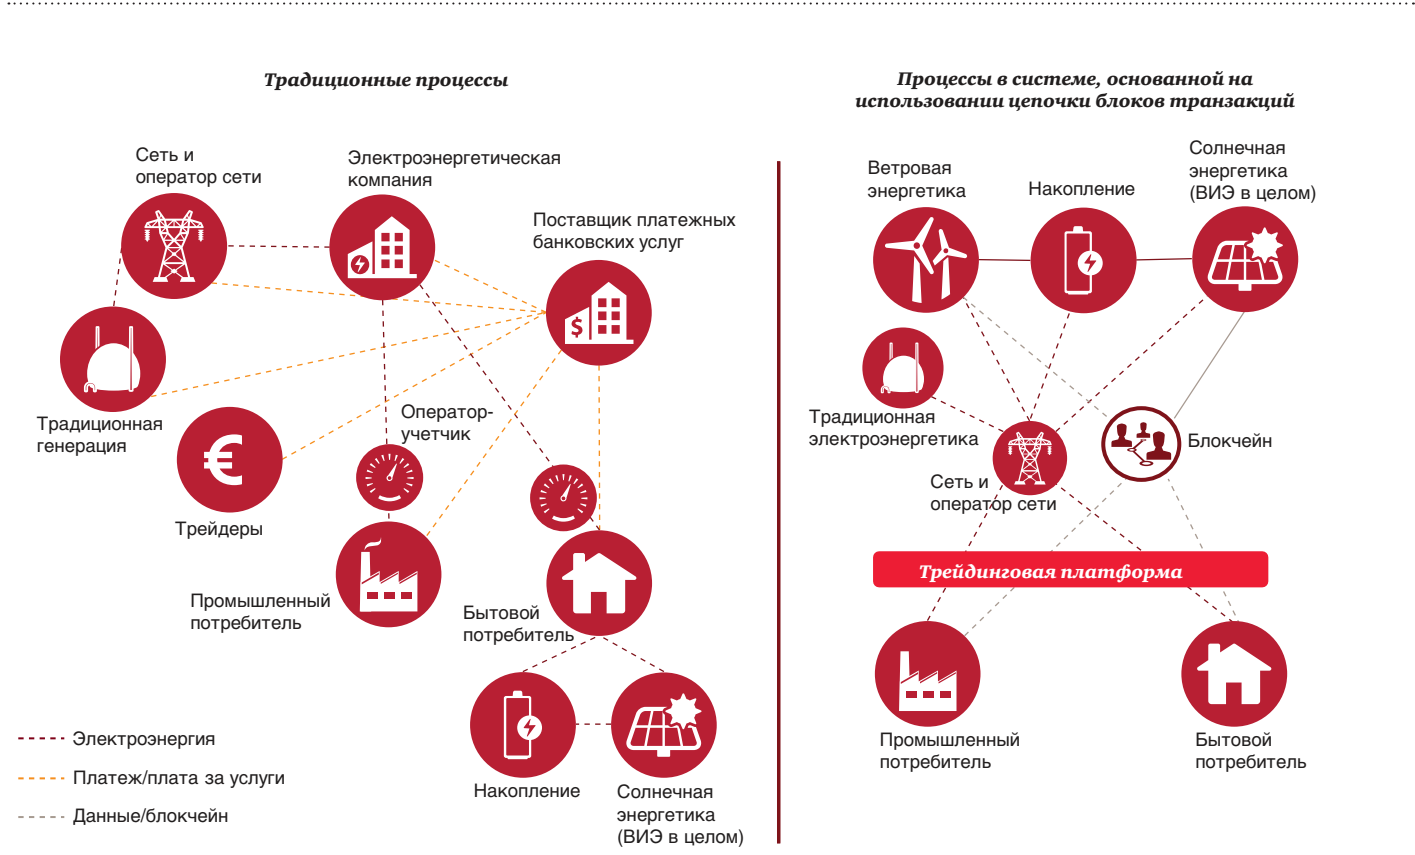 Традиционные процессы
Сеть и
оператор сети
Электроэнергетическая
компания
Поставщик платежных
банковских услуг
$
Традиционная
генерация
€
Трейдеры
Оператор-
учетчик
Промышленный
потребитель
Бытовой
потребитель
Накопление
Солнечная
энергетика
(ВИЭ в целом)
Электроэнергия
Платеж/плата за услуги
Данные/блокчейн
Процессы в системе, основанной на
использовании цепочки блоков транзакций
Ветровая
энергетика
Накопление
Солнечная
энергетика
(ВИЭ в целом)
Традиционная
электроэнергетика
Блокчейн
Сеть и
оператор сети
Трейдинговая платформа
Промышленный
потребитель
Бытовой
потребитель